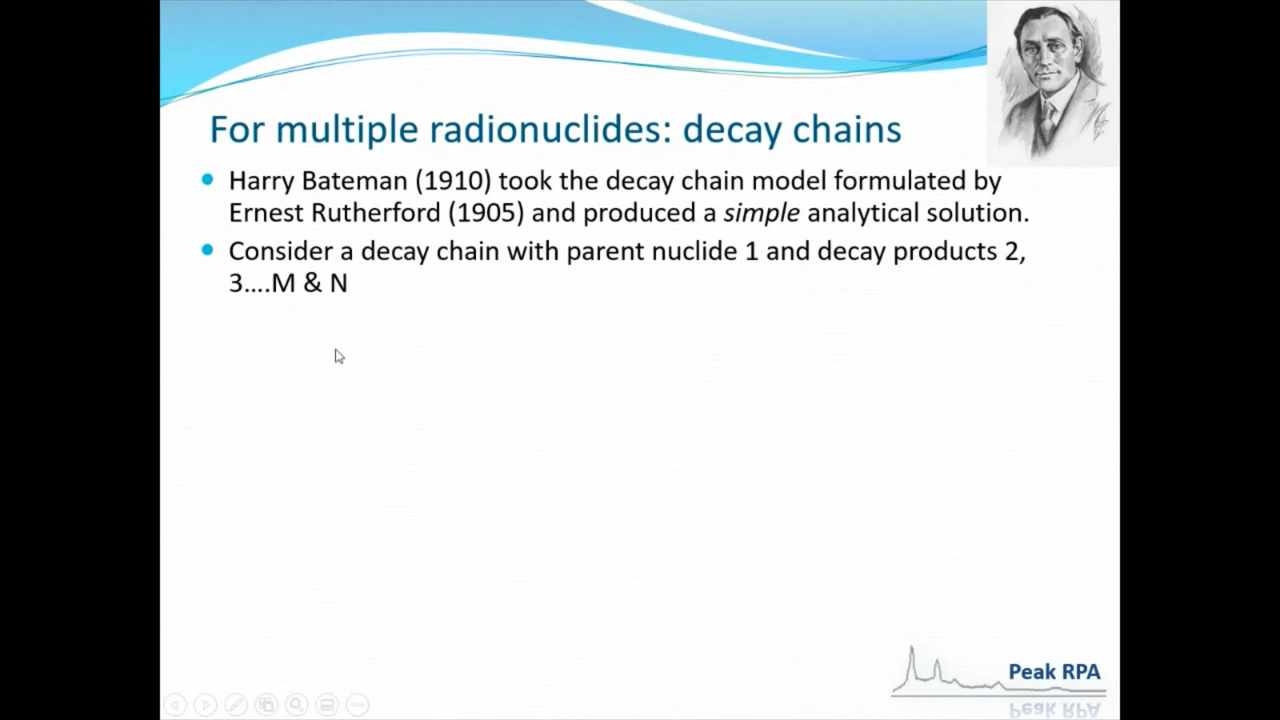 For multiple radionuclides: decay chains
Harry Bateman (1910) took the decay chain model formulated by
Ernest Rutherford (1905) and produced a simple analytical solution.
Consider a decay chain with parent nuclide 1 and decay products 2,
3....M & N
Peak RPA